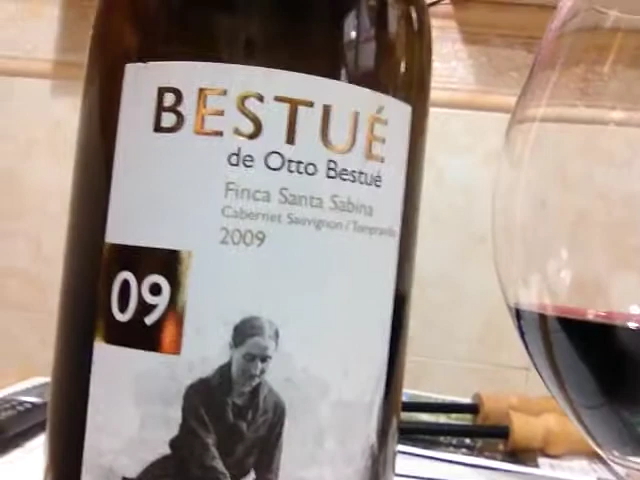 BESTUÉ
de Otto Bestué
Finca Santa Sabina
Cabernet Sauvignon / Tempranillo
2009
09